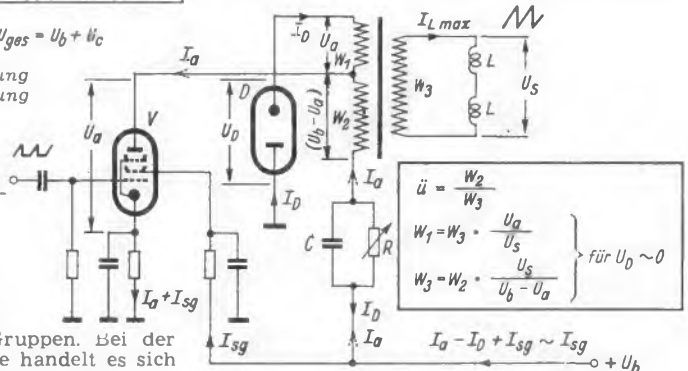 U_ges = U_b + U_c
ung
ung
I_a
V
U_a
I_D
D
U_D
U_a
W_1
W_2
(U_b - U_a)
W_3
I_L max
L
L
U_S
I_a
I_D
C
R
I_D
I_a
I_a + I_sg
I_sg
ü = W_2 / W_3
W_1 = W_3 · U_a / U_S
W_3 = W_2 · U_S / (U_b - U_a)
für U_D ~ 0
I_a - I_D + I_sg ~ I_sg
+ U_b
Gruppen. Bei der
e handelt es sich